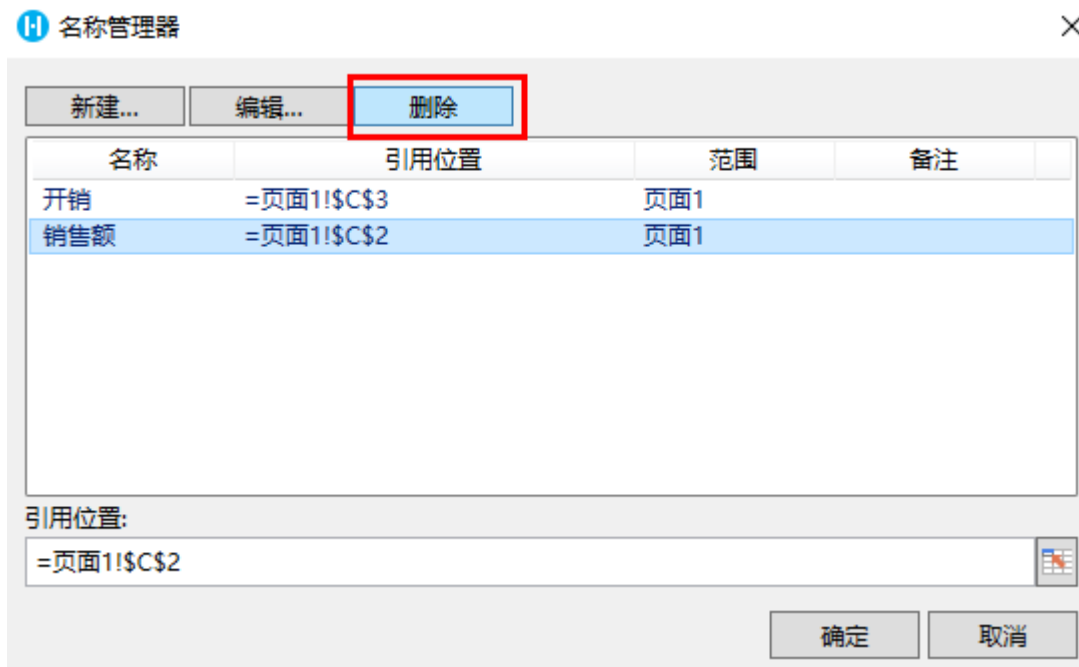 名称管理器
新建... 编辑... 删除
名称 引用位置 范围 备注
开销 =页面1!$C$3 页面1
销售额 =页面1!$C$2 页面1
引用位置:
=页面1!$C$2
确定 取消